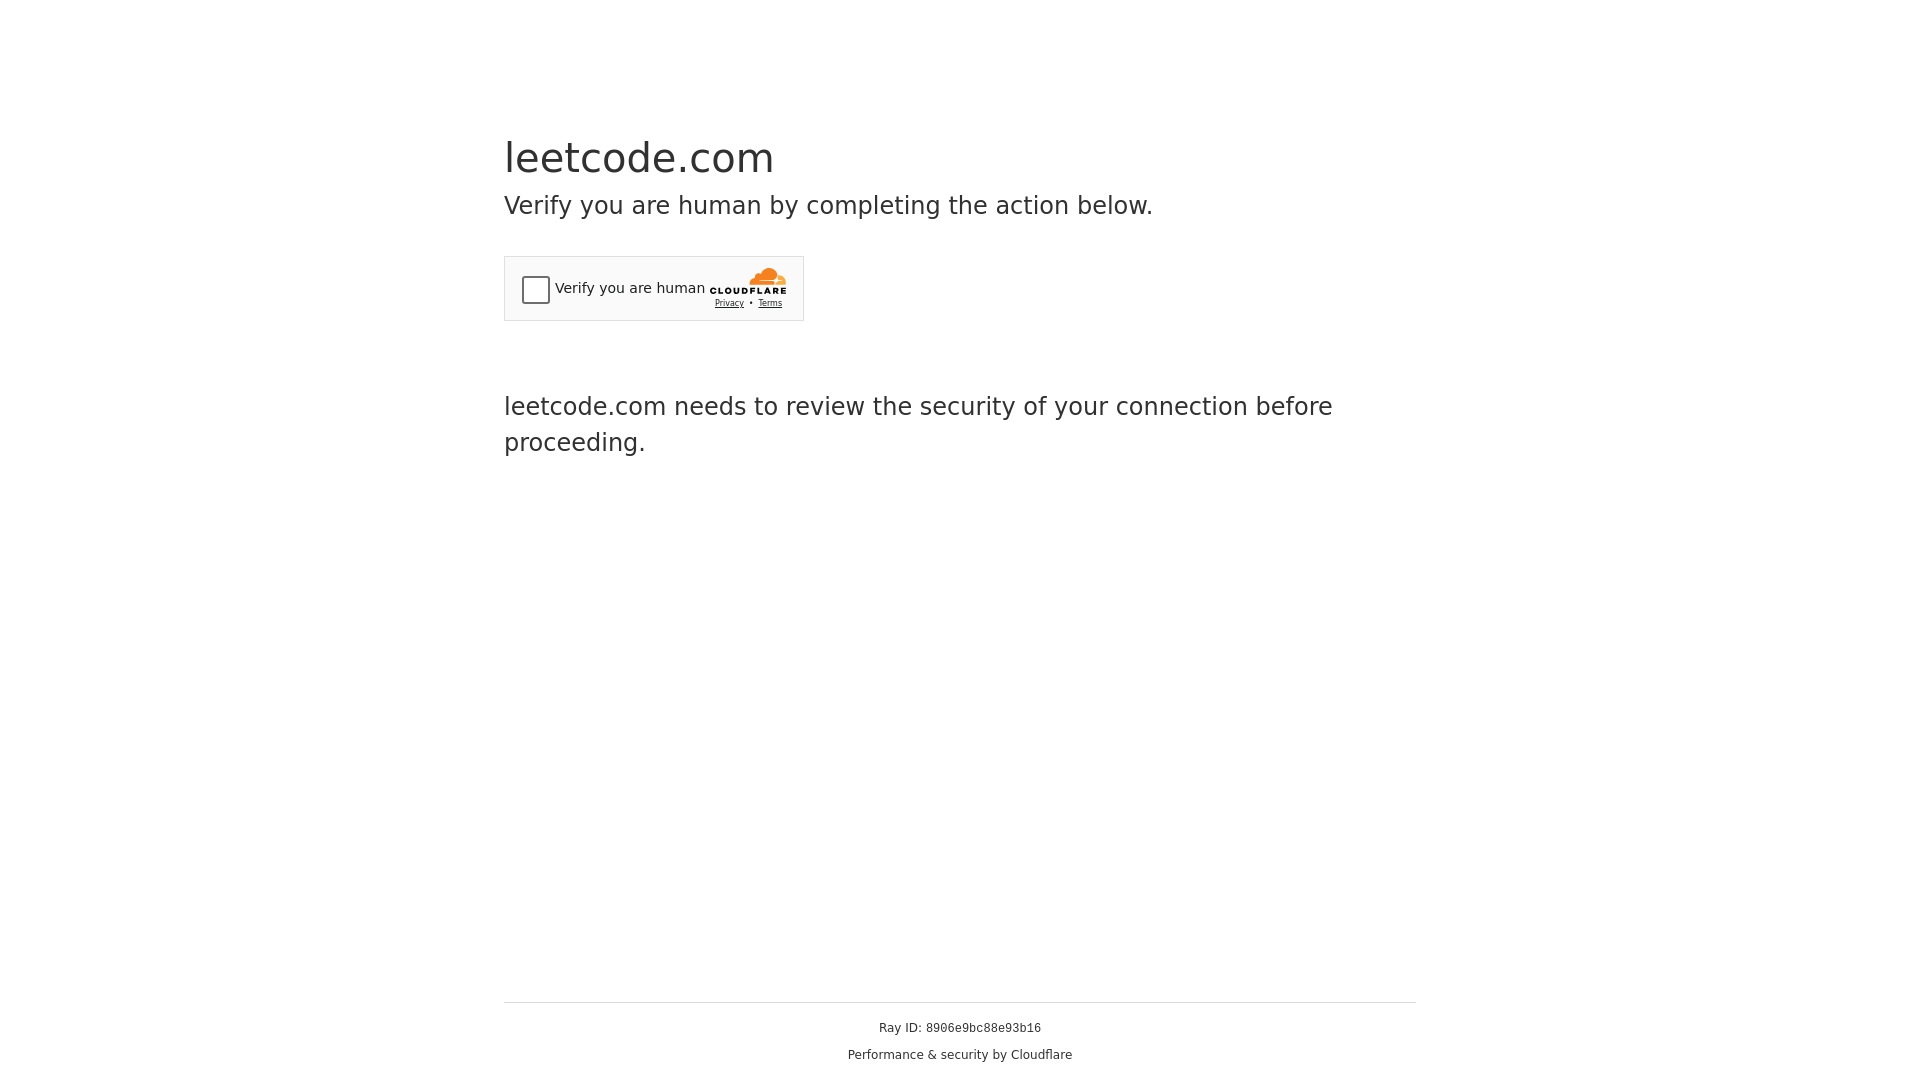 leetcode.com
Verify you are human by completing the action below.
Verify you are human
CLOUDFLARE
Privacy • Terms
leetcode.com needs to review the security of your connection before
proceeding.
Ray ID: 8906e9bc88e93b16
Performance & security by Cloudflare